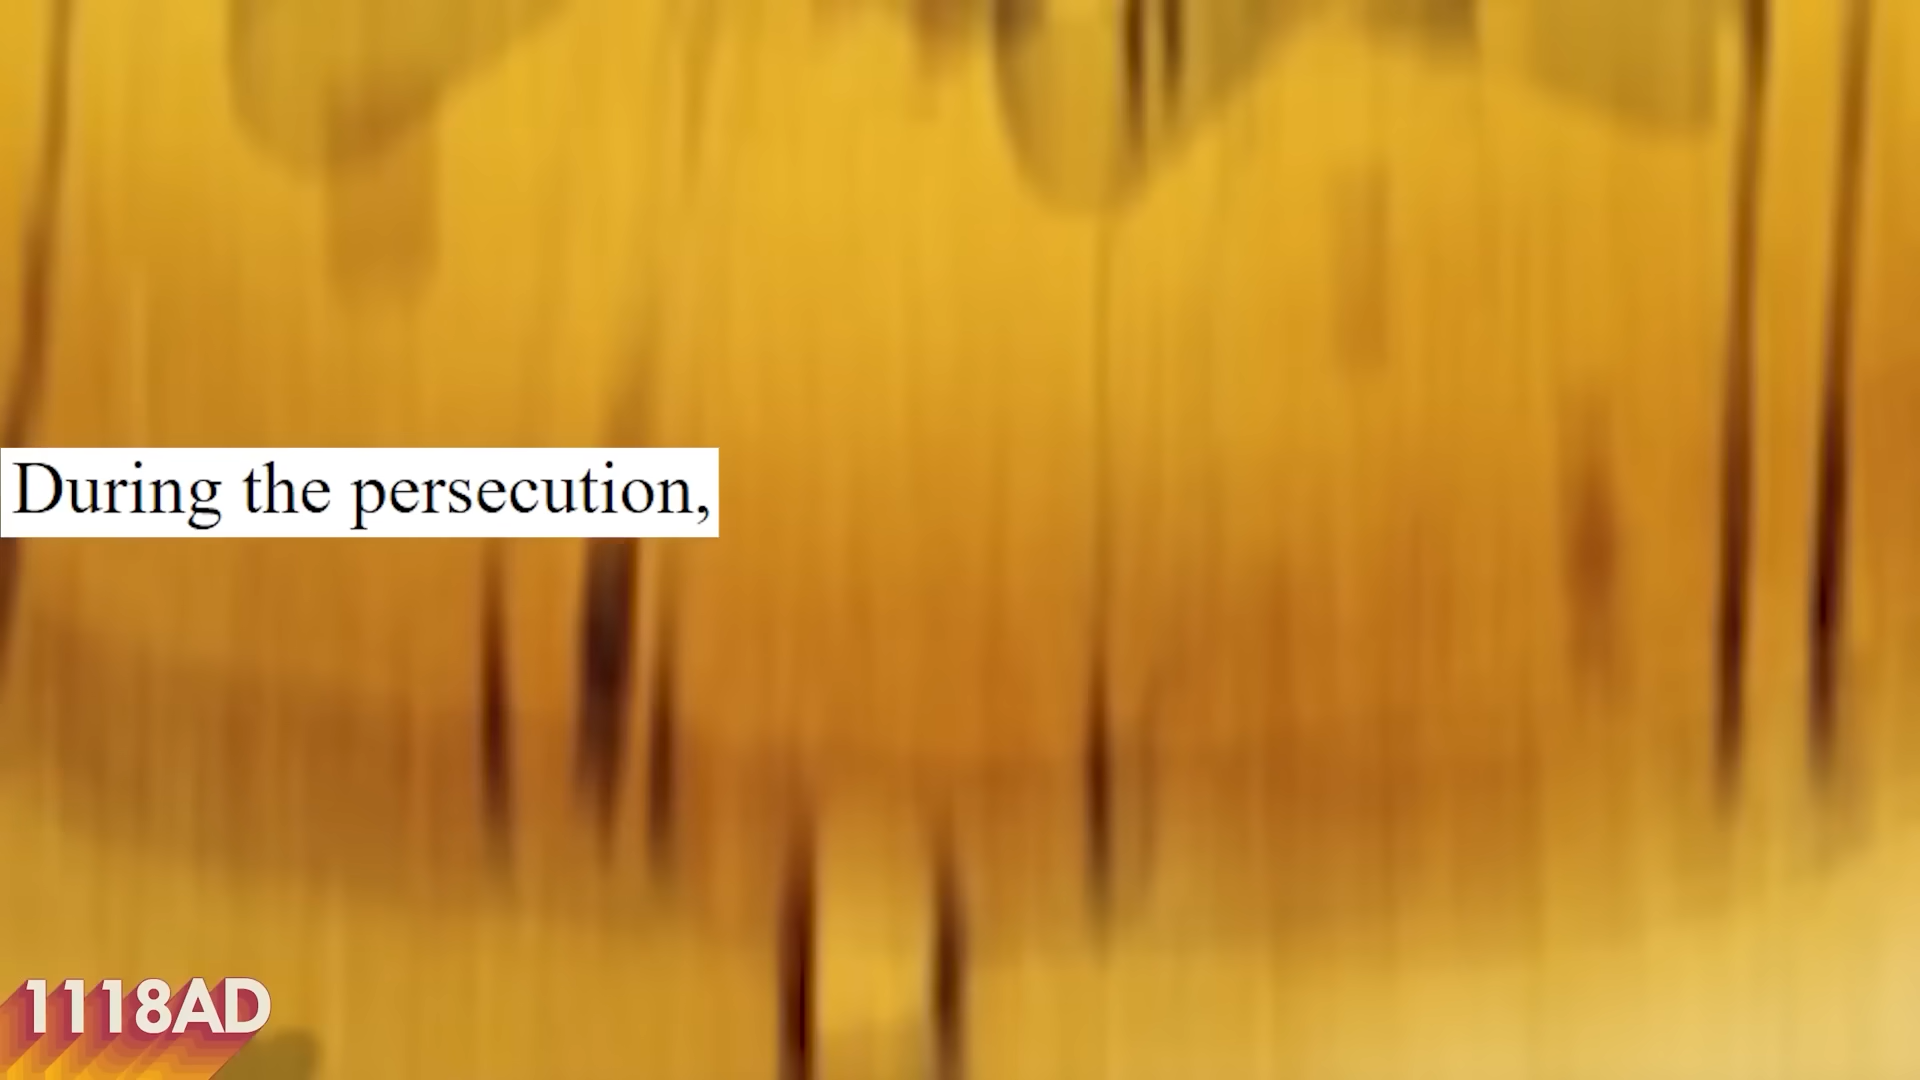 During the persecution,
1118AD